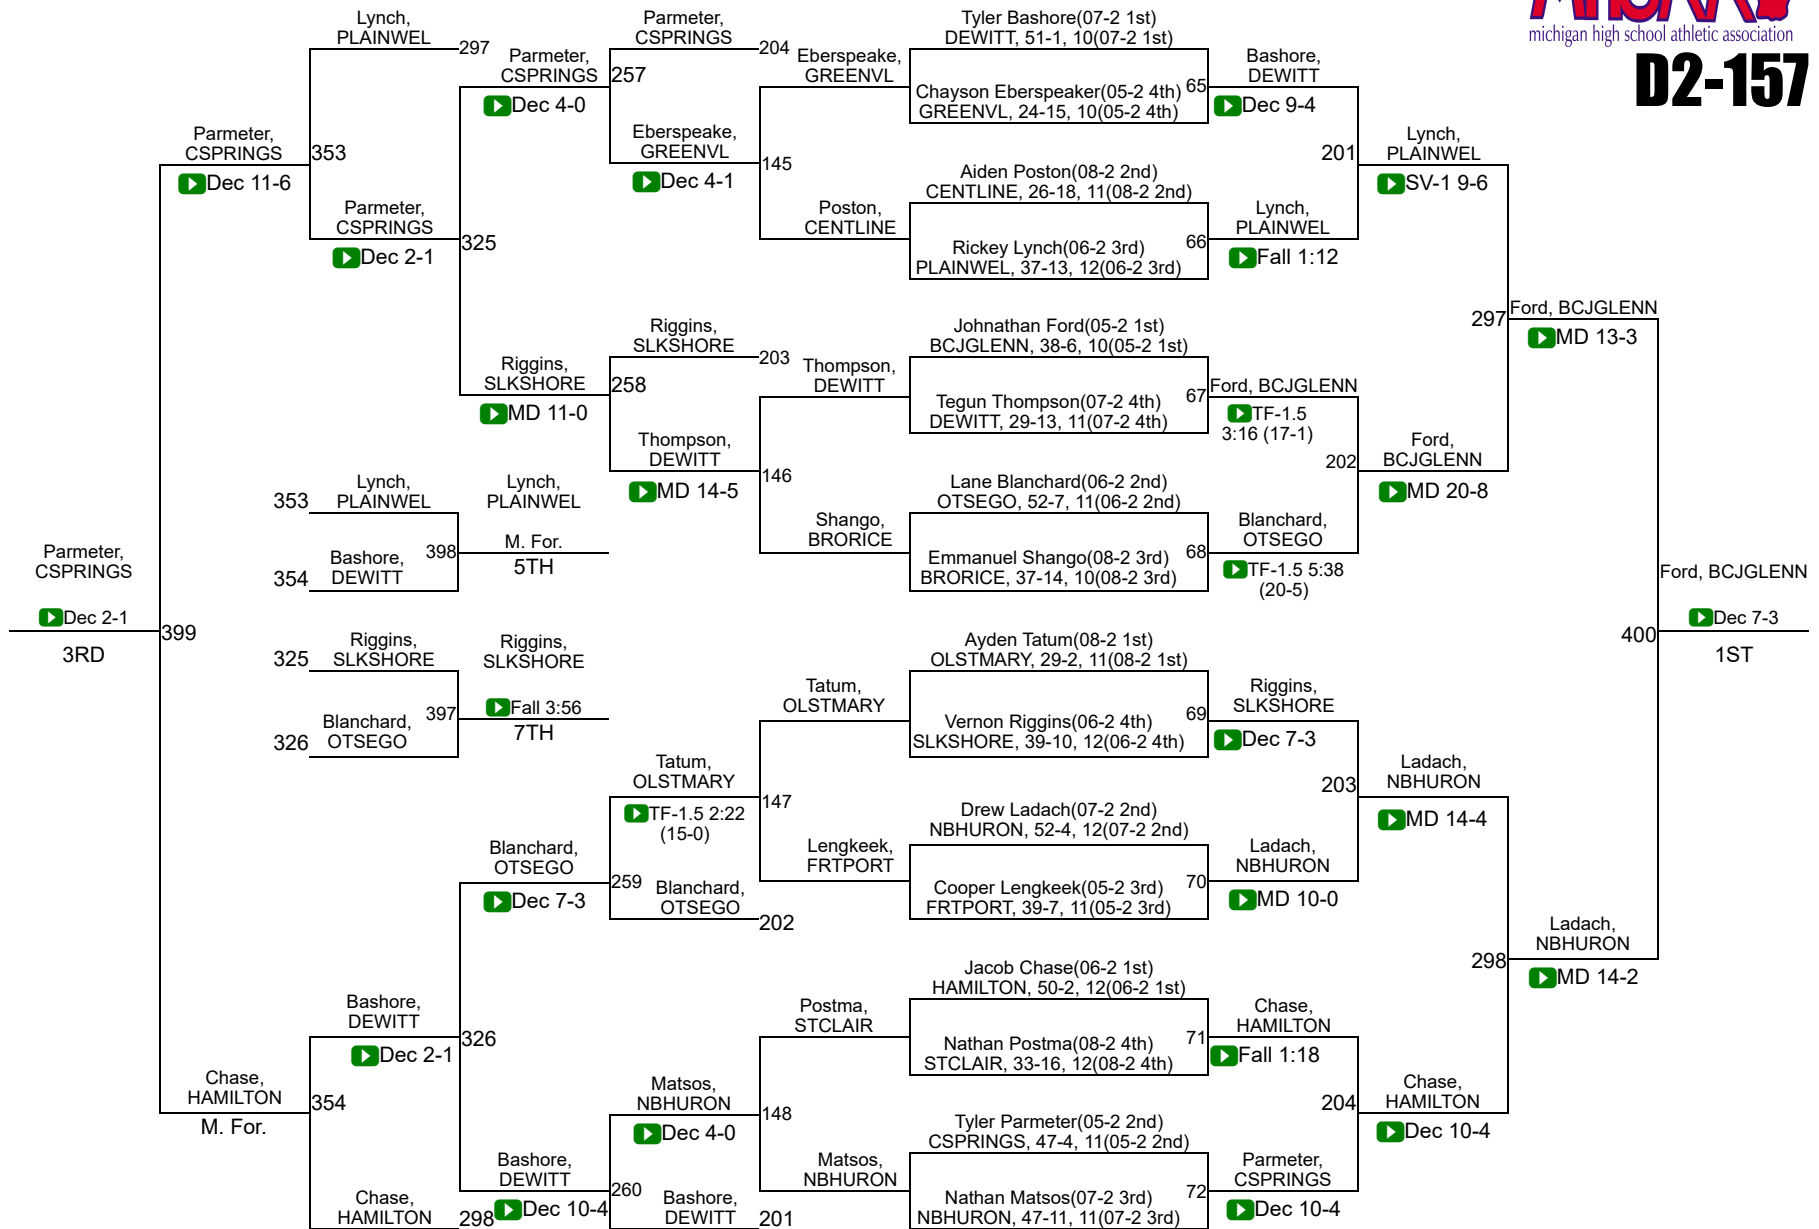 michigan high school athletic association
D2-157
Parmeter,
CSPRINGS
Dec 2-1
3RD
399
Parmeter,
CSPRINGS
Dec 11-6
Chase,
HAMILTON
M. For.
Lynch,
PLAINWEL
297
353
Parmeter,
CSPRINGS
Dec 2-1
325
Parmeter,
CSPRINGS
Dec 4-0
257
Riggins,
SLKSHORE
MD 11-0
258
Parmeter,
CSPRINGS
204
Eberspeake,
GREENVL
Dec 4-1
145
Riggins,
SLKSHORE
203
Thompson,
DEWITT
MD 14-5
146
353
Lynch,
PLAINWEL
354
Bashore,
DEWITT
398
Lynch,
PLAINWEL
M. For.
5TH
325
Riggins,
SLKSHORE
326
Blanchard,
OTSEGO
397
Riggins,
SLKSHORE
Fall 3:56
7TH
Tatum,
OLSTMARY
TF-1.5 2:22
(15-0)
147
Blanchard,
OTSEGO
Dec 7-3
259
Blanchard,
OTSEGO
202
Bashore,
DEWITT
Dec 2-1
326
354
Matsos,
NBHURON
Dec 4-0
148
Bashore,
DEWITT
Dec 10-4
260
Bashore,
DEWITT
201
Chase,
HAMILTON
298
Eberspeake,
GREENVL
Poston,
CENTLINE
Thompson,
DEWITT
Shango,
BRORICE
Tatum,
OLSTMARY
Lengkeek,
FRTPORT
Postma,
STCLAIR
Matsos,
NBHURON
Tyler Bashore(07-2 1st)
DEWITT, 51-1, 10(07-2 1st)
Chayson Eberspeaker(05-2 4th)
GREENVL, 24-15, 10(05-2 4th)
65
Aiden Poston(08-2 2nd)
CENTLINE, 26-18, 11(08-2 2nd)
Rickey Lynch(06-2 3rd)
PLAINWEL, 37-13, 12(06-2 3rd)
66
Johnathan Ford(05-2 1st)
BCJGLENN, 38-6, 10(05-2 1st)
Tegun Thompson(07-2 4th)
DEWITT, 29-13, 11(07-2 4th)
67
Lane Blanchard(06-2 2nd)
OTSEGO, 52-7, 11(06-2 2nd)
Emmanuel Shango(08-2 3rd)
BRORICE, 37-14, 10(08-2 3rd)
68
Ayden Tatum(08-2 1st)
OLSTMARY, 29-2, 11(08-2 1st)
Vernon Riggins(06-2 4th)
SLKSHORE, 39-10, 12(06-2 4th)
69
Drew Ladach(07-2 2nd)
NBHURON, 52-4, 12(07-2 2nd)
Cooper Lengkeek(05-2 3rd)
FRTPORT, 39-7, 11(05-2 3rd)
70
Jacob Chase(06-2 1st)
HAMILTON, 50-2, 12(06-2 1st)
Nathan Postma(08-2 4th)
STCLAIR, 33-16, 12(08-2 4th)
71
Tyler Parmeter(05-2 2nd)
CSPRINGS, 47-4, 11(05-2 2nd)
Nathan Matsos(07-2 3rd)
NBHURON, 47-11, 11(07-2 3rd)
72
Bashore,
DEWITT
Dec 9-4
Lynch,
PLAINWEL
Fall 1:12
201
Ford, BCJGLENN
TF-1.5
3:16 (17-1)
Blanchard,
OTSEGO
TF-1.5 5:38
(20-5)
202
Riggins,
SLKSHORE
Dec 7-3
Ladach,
NBHURON
MD 10-0
203
Chase,
HAMILTON
Fall 1:18
Parmeter,
CSPRINGS
Dec 10-4
204
Lynch,
PLAINWEL
SV-1 9-6
Ford,
BCJGLENN
MD 20-8
297
Ladach,
NBHURON
MD 14-4
Chase,
HAMILTON
Dec 10-4
298
Ford, BCJGLENN
MD 13-3
Ladach,
NBHURON
MD 14-2
400
Ford, BCJGLENN
Dec 7-3
1ST